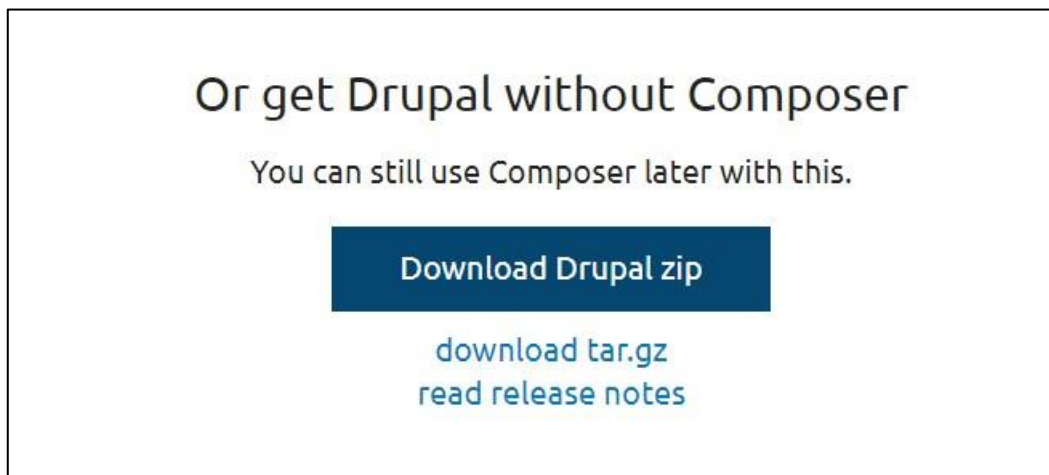 Or get Drupal without Composer
You can still use Composer later with this.
Download Drupal zip
download tar.gz
read release notes